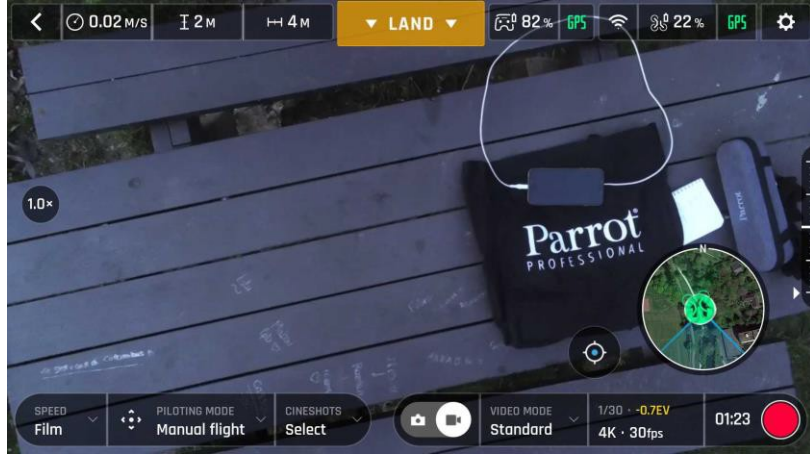 0.02 M/S
2 M
4 M
LAND
82 %
GPS
22 %
GPS
1.0×
Parrot
PROFESSIONAL
Parrot
N
SPEED
Film
PILOTING MODE
Manual flight
CINESHOTS
Select
VIDEO MODE
Standard
1/30 · -0.7EV
4K · 30fps
01:23